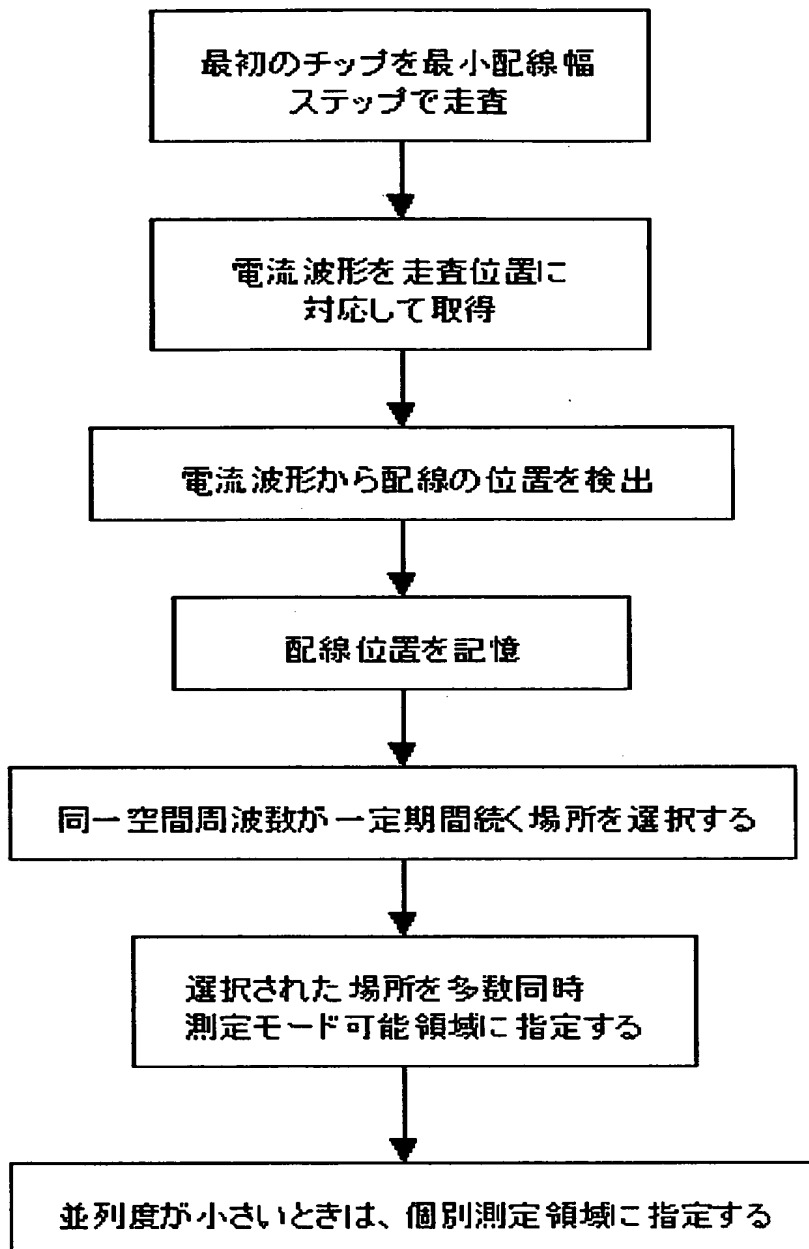 最初のチップを最小配線幅
ステップで走査
電流波形を走査位置に
対応して取得
電流波形から配線の位置を検出
配線位置を記憶
同一空間周波数が一定期間続く場所を選択する
選択された場所を多数同時
測定モード可能領域に指定する
並列度が小さいときは、個別測定領域に指定する